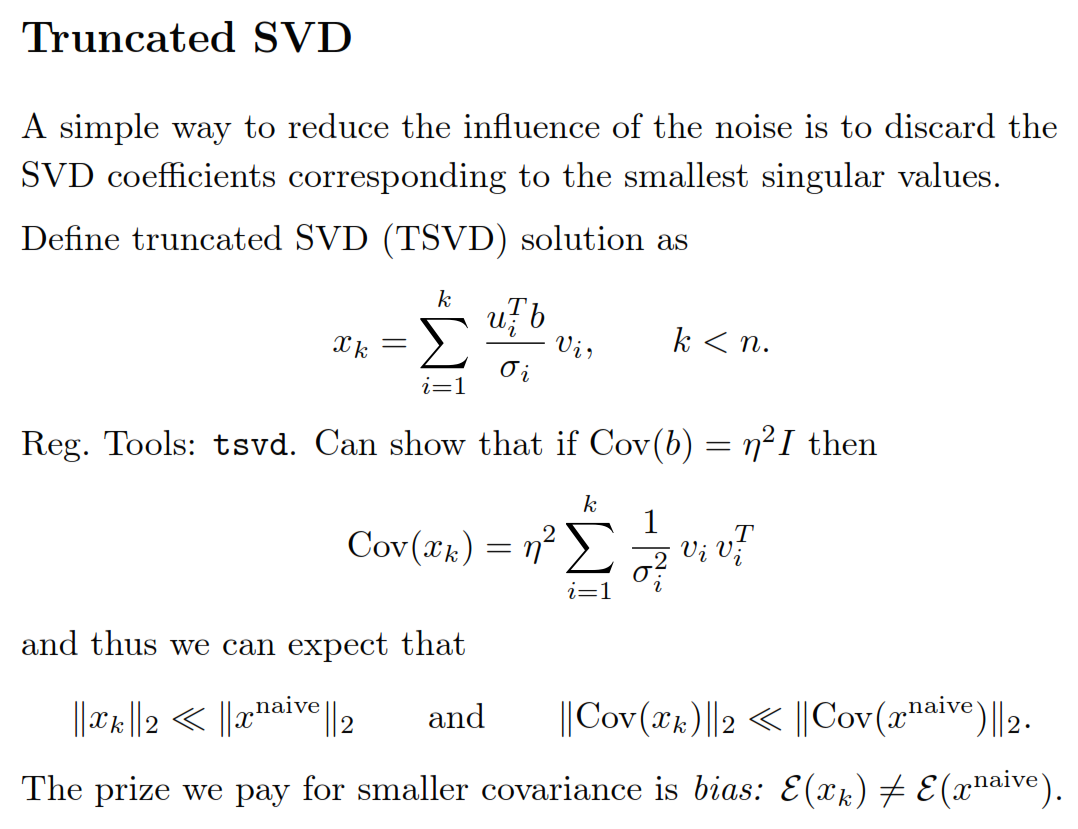 Truncated SVD
A simple way to reduce the influence of the noise is to discard the
SVD coefficients corresponding to the smallest singular values.
Define truncated SVD (TSVD) solution as
$x_k = \sum_{i=1}^{k} \frac{u_i^T b}{\sigma_i} v_i, \qquad k < n.$
Reg. Tools: tsvd. Can show that if $\mathrm{Cov}(b) = \eta^2 I$ then
$\mathrm{Cov}(x_k) = \eta^2 \sum_{i=1}^{k} \frac{1}{\sigma_i^2} v_i v_i^T$
and thus we can expect that
$\|x_k\|_2 \ll \|x^{\mathrm{naive}}\|_2 \quad \text{and} \quad \|\mathrm{Cov}(x_k)\|_2 \ll \|\mathrm{Cov}(x^{\mathrm{naive}})\|_2.$
The prize we pay for smaller covariance is bias: $\mathcal{E}(x_k) \neq \mathcal{E}(x^{\mathrm{naive}}).$